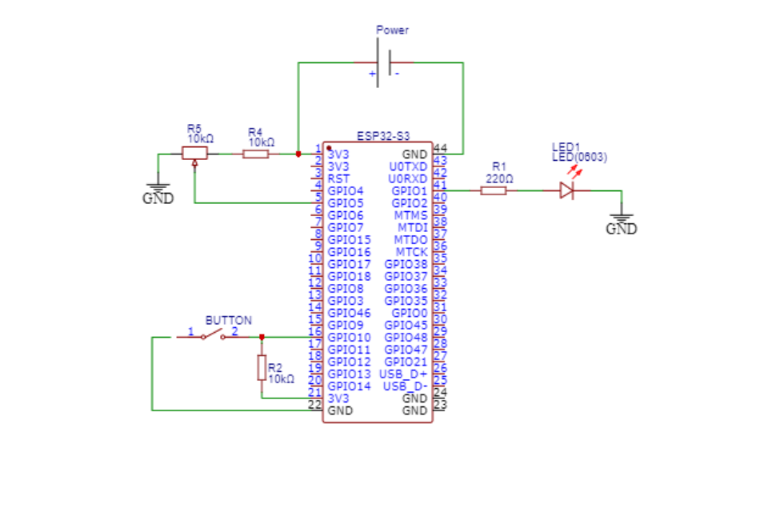 Power
+ -
R5
10kΩ
R4
10kΩ
ESP32-S3
1 3V3 GND 44
2 3V3 U0TXD 43
3 RST U0RXD 42
4 GPIO4 GPIO1 41
5 GPIO5 GPIO2 40
6 GPIO6 MTMS 39
7 GPIO7 MTDI 38
8 GPIO15 MTDO 37
9 GPIO16 MTCK 36
10 GPIO17 GPIO38 35
11 GPIO18 GPIO37 34
12 GPIO8 GPIO36 33
13 GPIO3 GPIO35 32
14 GPIO46 GPIO0 31
15 GPIO9 GPIO45 30
16 GPIO10 GPIO48 29
17 GPIO11 GPIO47 28
18 GPIO12 GPIO21 27
19 GPIO13 USB_D+ 26
20 GPIO14 USB_D- 25
21 3V3 GND 24
22 GND GND 23
R1
220Ω
LED1
LED(0603)
GND
GND
BUTTON
1 2
R2
10kΩ